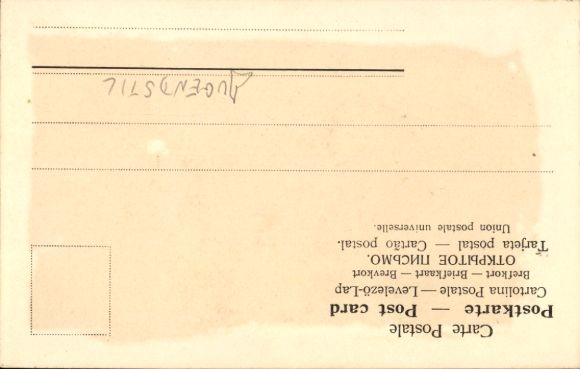 Carte Postale
Postkarte — Post card
Cartolina Postale — Levelező-Lap
Brefkort — Briefkaart — Brevkort
ОТКРЫТОЕ ПИСЬМО.
Tarjeta postal — Cartão postal.
Union postale universelle.
JUGENDSTIL